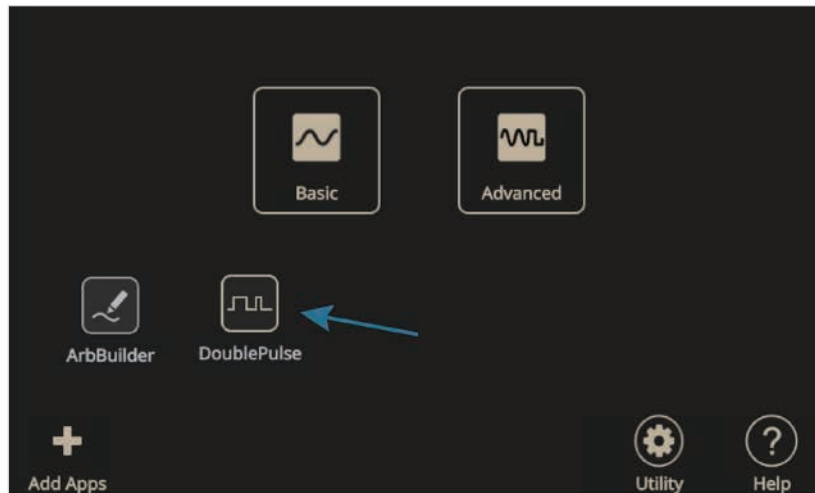 Basic
Advanced
ArbBuilder
DoublePulse
Add Apps
Utility
Help